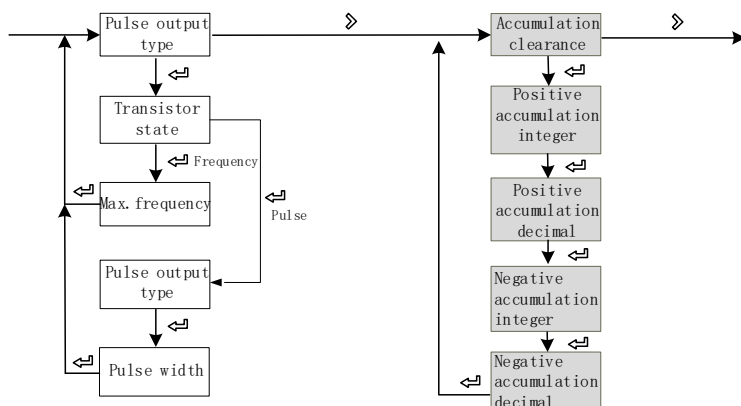 Pulse output
type
Transistor
state
Frequency
Max. frequency
Pulse
Pulse output
type
Pulse width
Accumulation
clearance
Positive
accumulation
integer
Positive
accumulation
decimal
Negative
accumulation
integer
Negative
accumulation
decimal